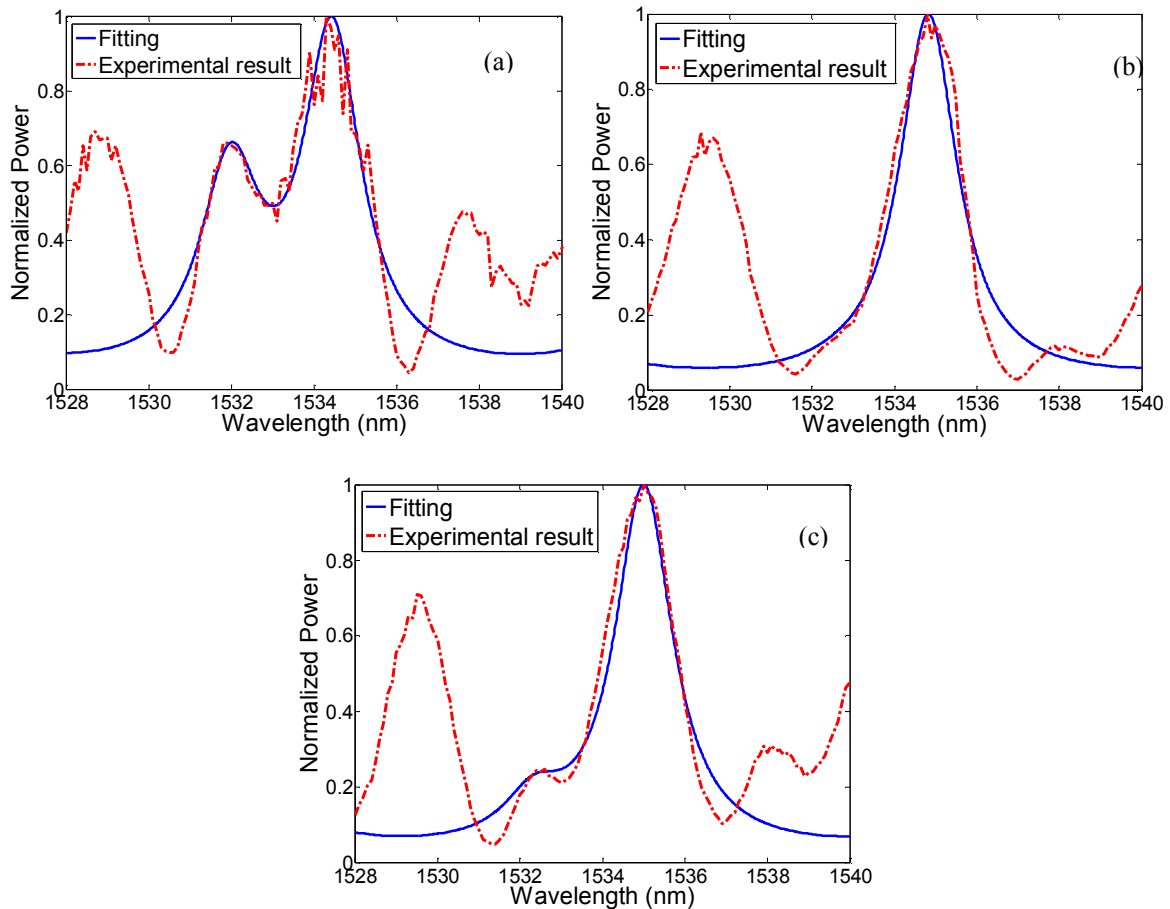 Fitting
Experimental result
(a)
Normalized Power
1
0.8
0.6
0.4
0.2
0
1528 1530 1532 1534 1536 1538 1540
Wavelength (nm)
Fitting
Experimental result
(b)
Normalized Power
1
0.8
0.6
0.4
0.2
0
1528 1530 1532 1534 1536 1538 1540
Wavelength (nm)
Fitting
Experimental result
(c)
Normalized Power
1
0.8
0.6
0.4
0.2
0
1528 1530 1532 1534 1536 1538 1540
Wavelength (nm)